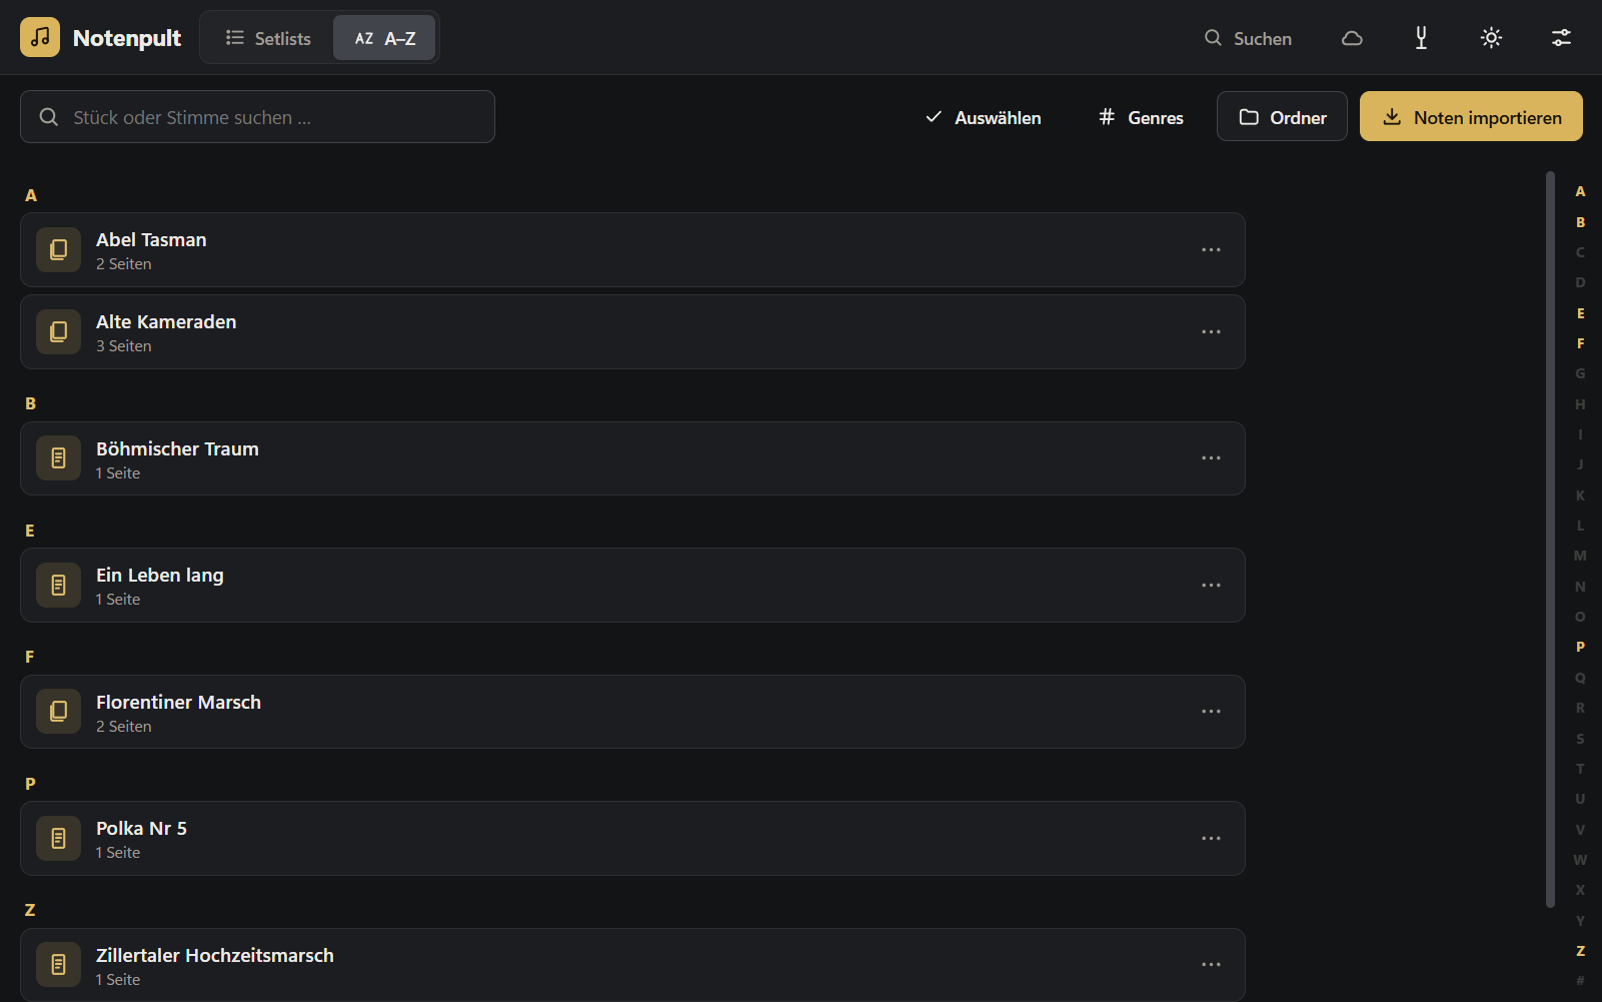 Notenpult
Setlists
AZ A–Z
Suchen
Stück oder Stimme suchen ...
Auswählen
# Genres
Ordner
Noten importieren
A
Abel Tasman
2 Seiten
Alte Kameraden
3 Seiten
B
Böhmischer Traum
1 Seite
E
Ein Leben lang
1 Seite
F
Florentiner Marsch
2 Seiten
P
Polka Nr 5
1 Seite
Z
Zillertaler Hochzeitsmarsch
1 Seite
A
B
C
D
E
F
G
H
I
J
K
L
M
N
O
P
Q
R
S
T
U
V
W
X
Y
Z
#